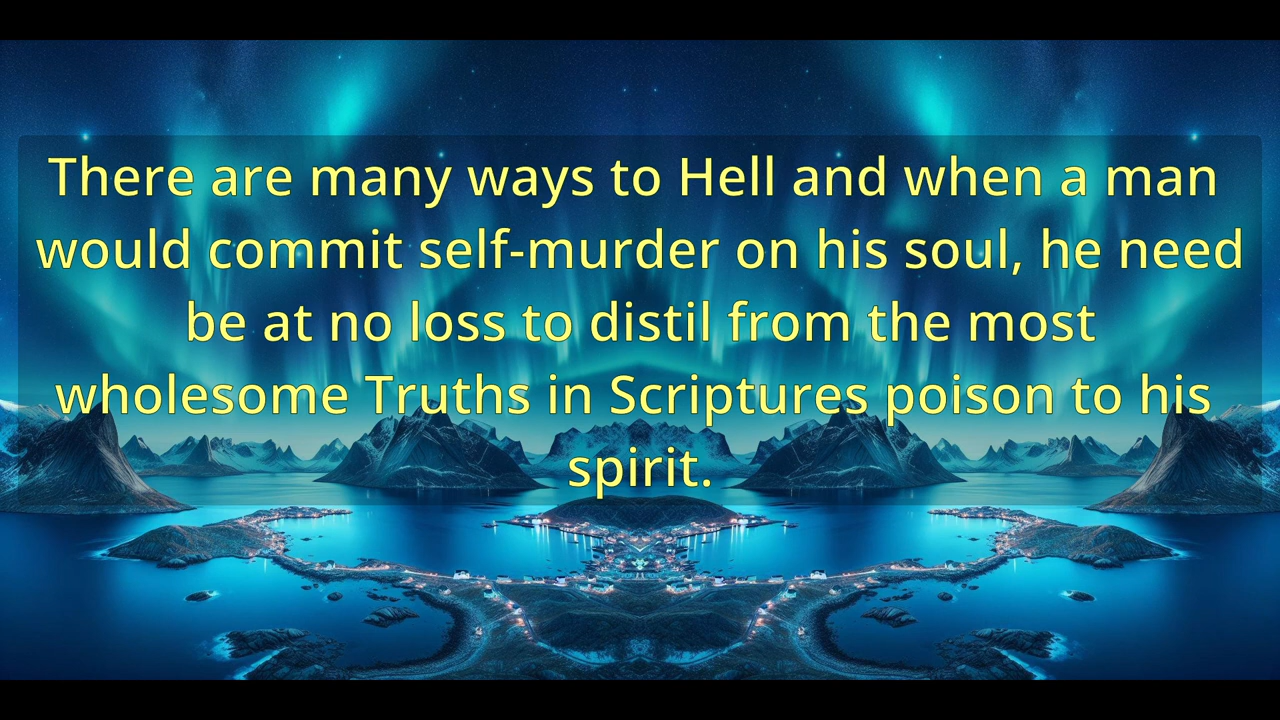 There are many ways to Hell and when a man
would commit self-murder on his soul, he need
be at no loss to distil from the most
wholesome Truths in Scriptures poison to his
spirit.